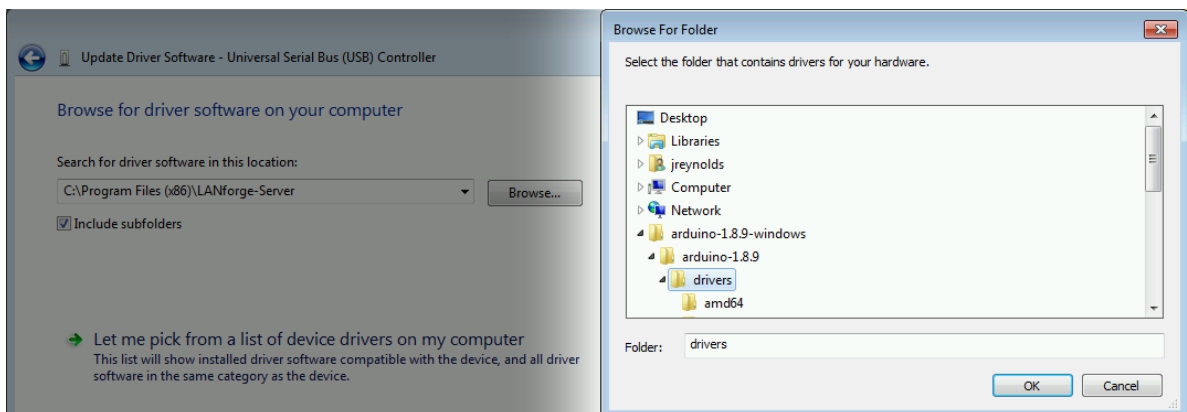 Update Driver Software - Universal Serial Bus (USB) Controller
Browse for driver software on your computer
Search for driver software in this location:
C:\Program Files (x86)\LANforge-Server
Browse...
Include subfolders
Let me pick from a list of device drivers on my computer
This list will show installed driver software compatible with the device, and all driver
software in the same category as the device.
Browse For Folder
Select the folder that contains drivers for your hardware.
Desktop
Libraries
jreynolds
Computer
Network
arduino-1.8.9-windows
arduino-1.8.9
drivers
amd64
Folder:
drivers
OK
Cancel